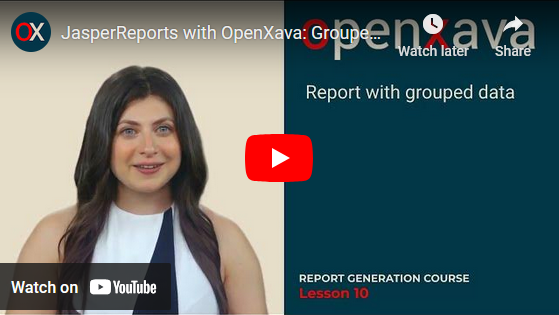 OX
JasperReports with OpenXava: Groupe...
openxava
Watch later
Share
Report with grouped data
REPORT GENERATION COURSE
Lesson 10
Watch on YouTube